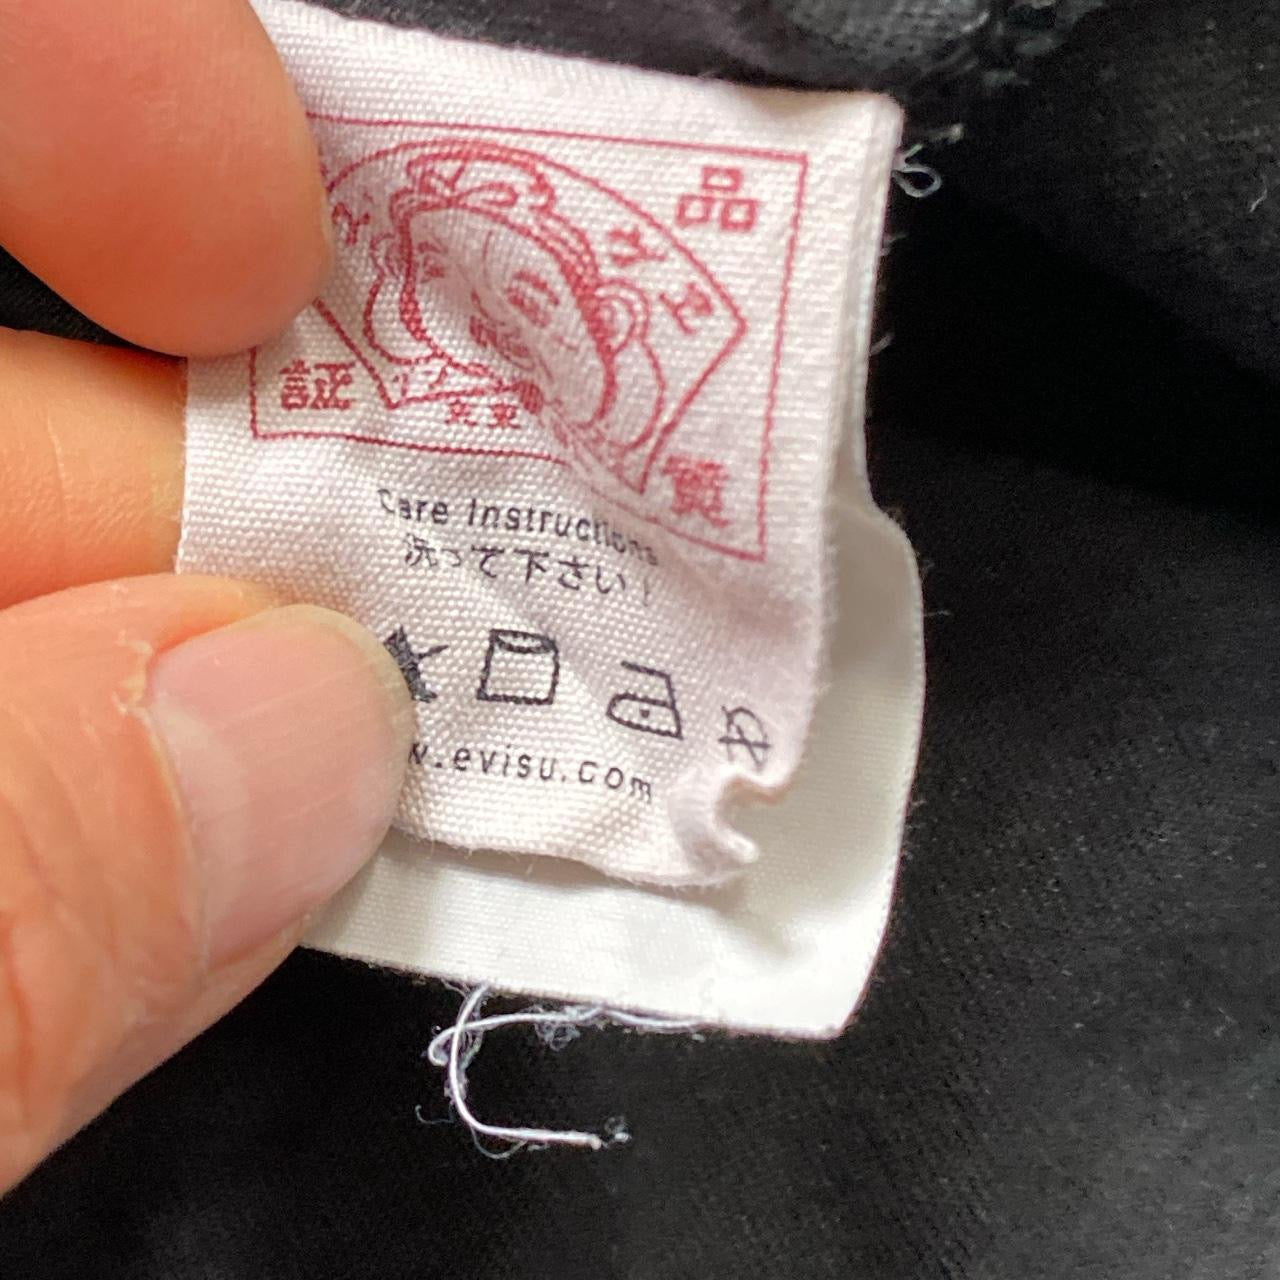 品
証
質
Care Instructions
洗って下さい!
w.evisu.com